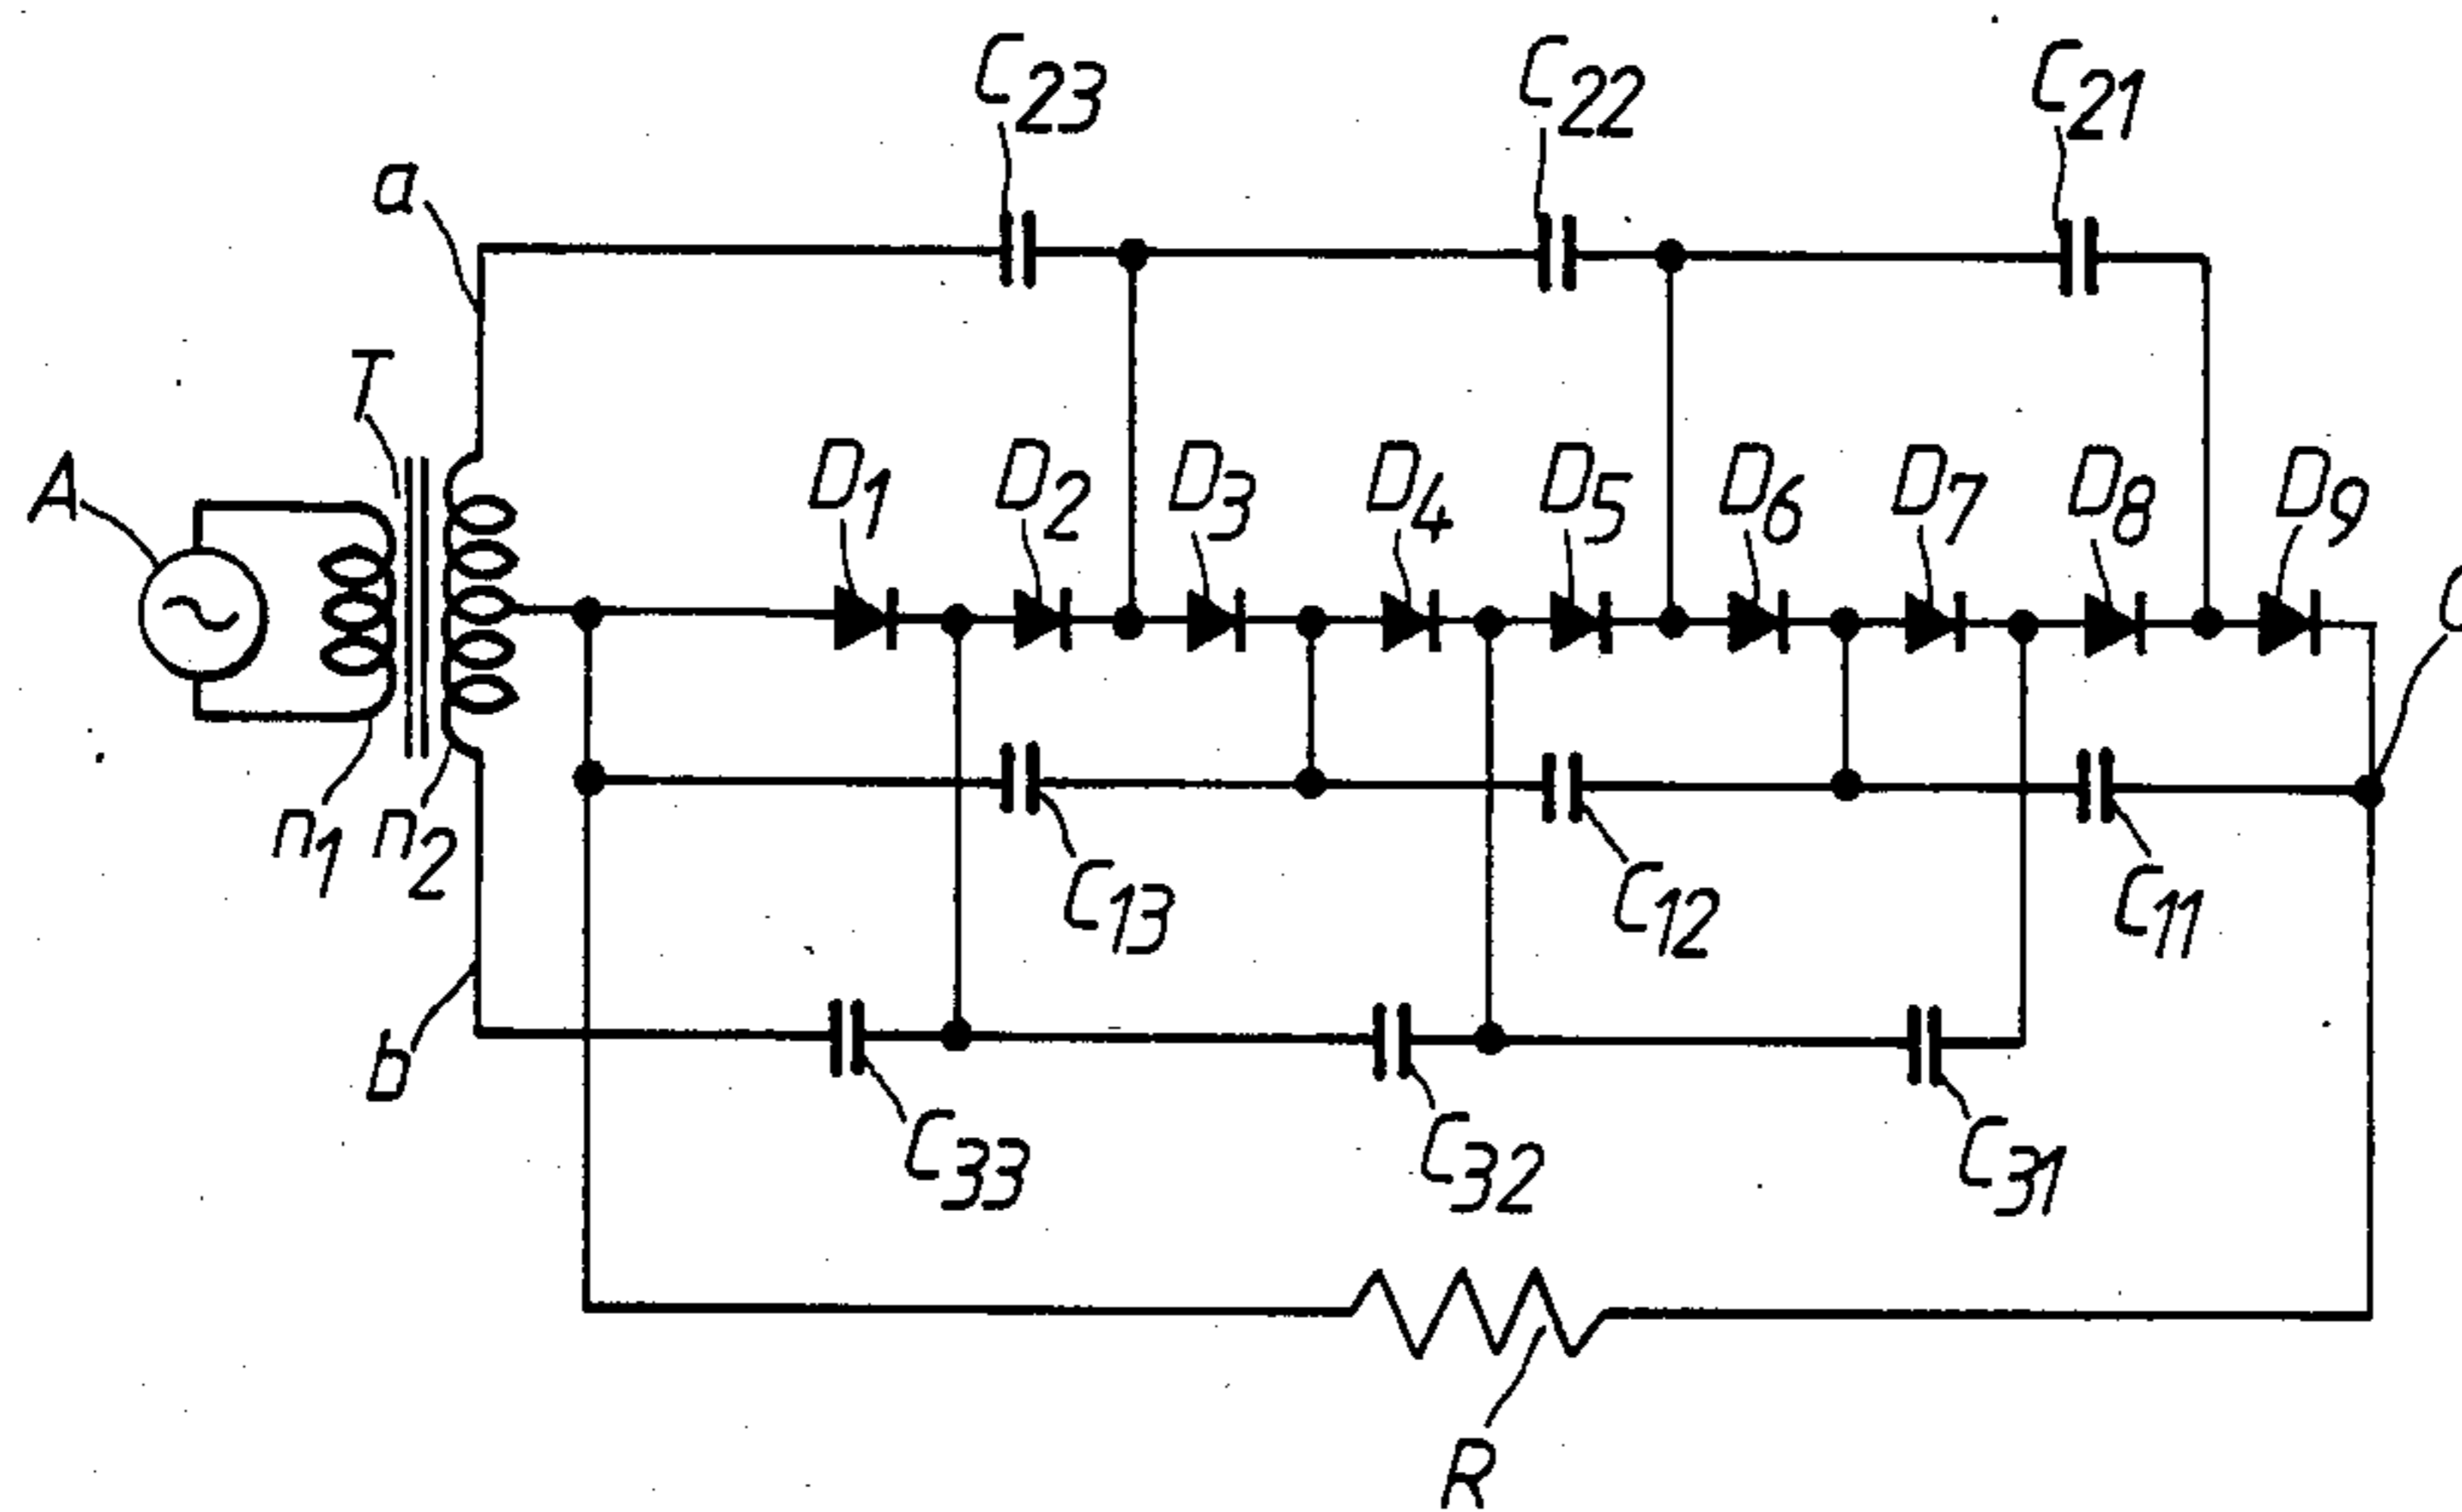 C23 C22 C21
a
T
A D1 D2 D3 D4 D5 D6 D7 D8 D9
n1 n2 C13 C12 C11
b C33 C32 C31
R